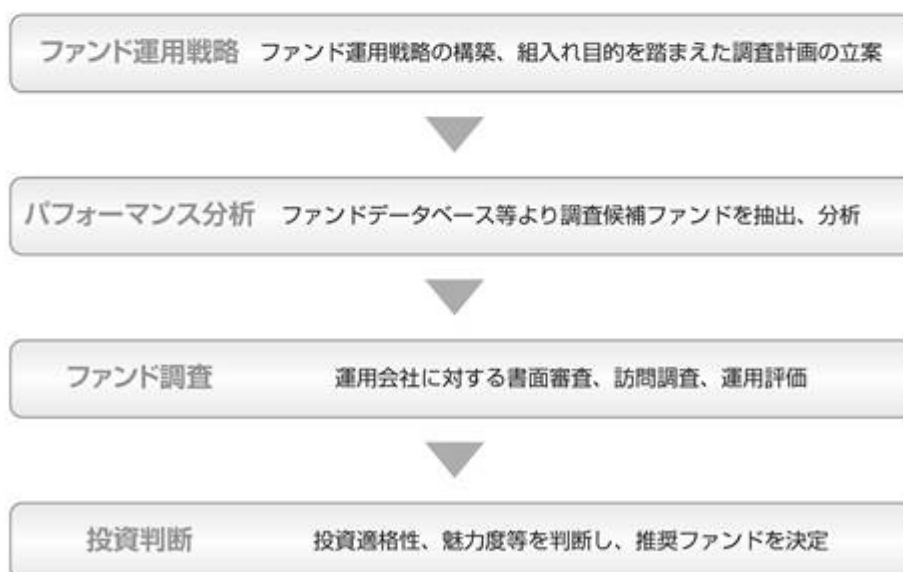 ファンド運用戦略 ファンド運用戦略の構築、組入れ目的を踏まえた調査計画の立案
パフォーマンス分析 ファンドデータベース等より調査候補ファンドを抽出、分析
ファンド調査 運用会社に対する書面審査、訪問調査、運用評価
投資判断 投資適格性、魅力度等を判断し、推奨ファンドを決定